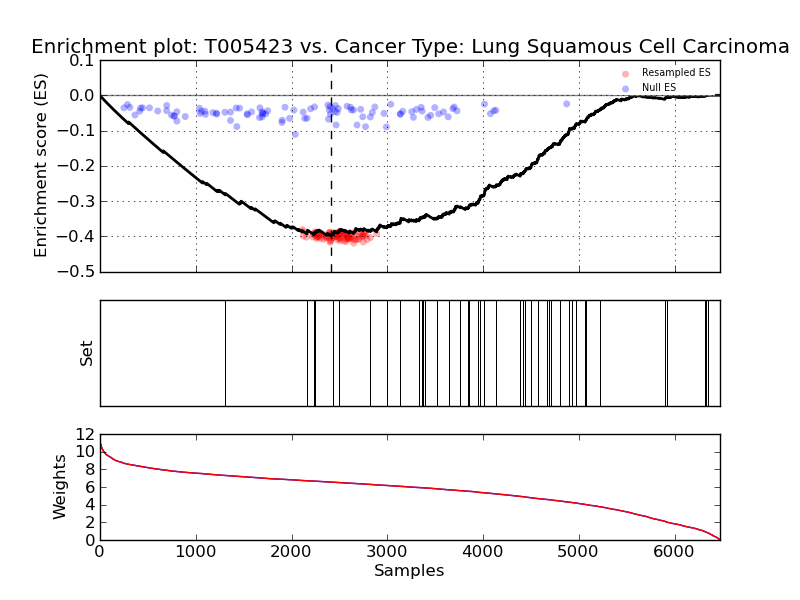 Enrichment plot: T005423 vs. Cancer Type: Lung Squamous Cell Carcinoma
0.1
0.0
−0.1
−0.2
−0.3
−0.4
−0.5
Enrichment score (ES)
Resampled ES
Null ES
Set
12
10
8
6
4
2
0
Weights
0 1000 2000 3000 4000 5000 6000
Samples